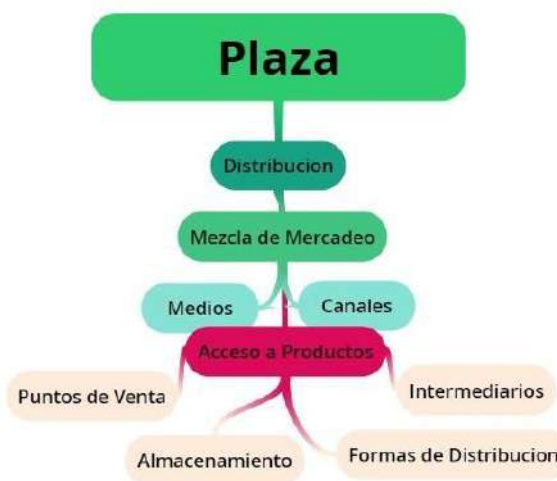 Plaza
Distribucion
Mezcla de Mercadeo
Medios
Canales
Acceso a Productos
Puntos de Venta
Intermediarios
Almacenamiento
Formas de Distribucion